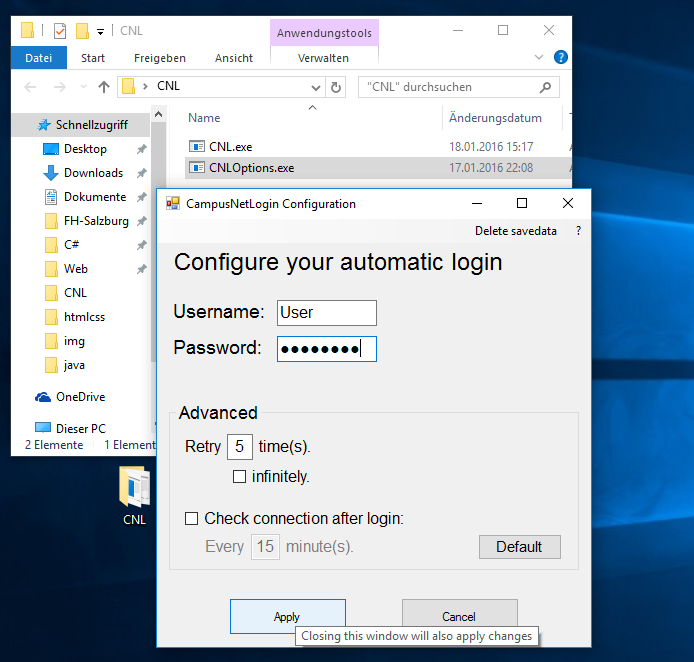 CNL
Anwendungstools
Datei Start Freigeben Ansicht Verwalten
CNL
"CNL" durchsuchen
Schnellzugriff
Desktop
Downloads
Dokumente
FH-Salzburg
C#
Web
CNL
htmlcss
img
java
OneDrive
Dieser PC
Name Änderungsdatum
CNL.exe 18.01.2016 15:17
CNLOptions.exe 17.01.2016 22:08
2 Elemente 1 Element
CNL
CampusNetLogin Configuration
Delete savedata ?
Configure your automatic login
Username: User
Password: ●●●●●●●●
Advanced
Retry 5 time(s).
infinitely.
Check connection after login:
Every 15 minute(s).
Default
Apply Cancel
Closing this window will also apply changes